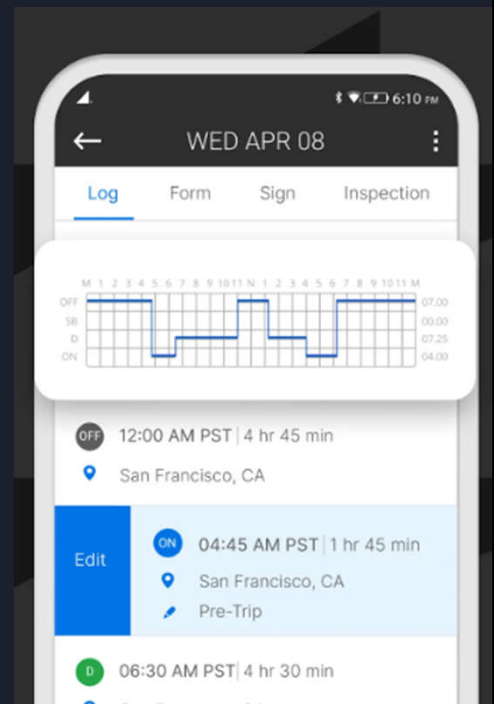 6:10 PM
WED APR 08
Log Form Sign Inspection
M 1 2 3 4 5 6 7 8 9 10 11 N 1 2 3 4 5 6 7 8 9 10 11 M
OFF 07.00
SB 00.00
D 07.25
ON 04.00
OFF 12:00 AM PST | 4 hr 45 min
San Francisco, CA
ON 04:45 AM PST | 1 hr 45 min
Edit
San Francisco, CA
Pre-Trip
D 06:30 AM PST | 4 hr 30 min